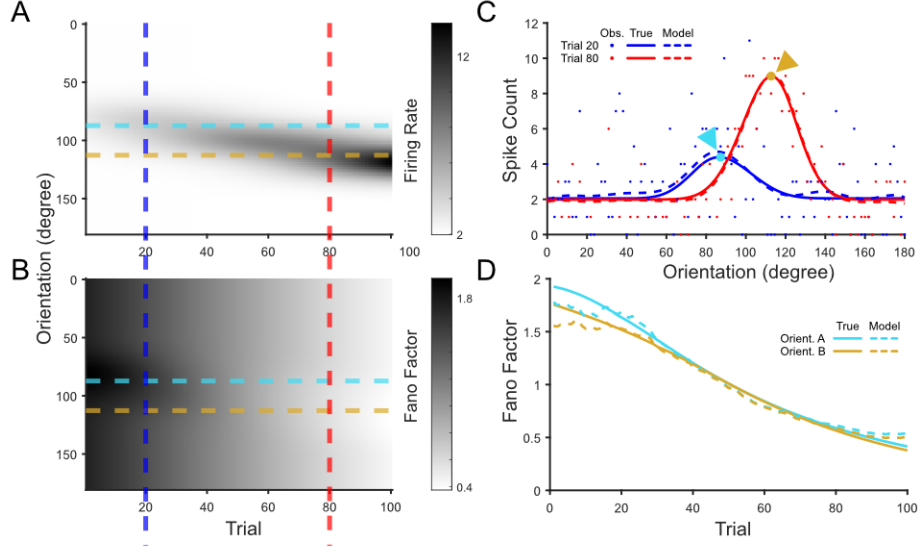 A
0
50
100
150
20
40
60
80
100
Orientation (degree)
12
2
Firing Rate
B
0
50
100
150
0
20
40
60
80
100
Trial
1.8
0.4
Fano Factor
C
12
10
8
6
4
2
0
Spike Count
Obs. True Model
Trial 20
Trial 80
0 20 40 60 80 100 120 140 160 180
Orientation (degree)
D
2
1.5
1
0.5
0
Fano Factor
True Model
Orient. A
Orient. B
0 20 40 60 80 100
Trial